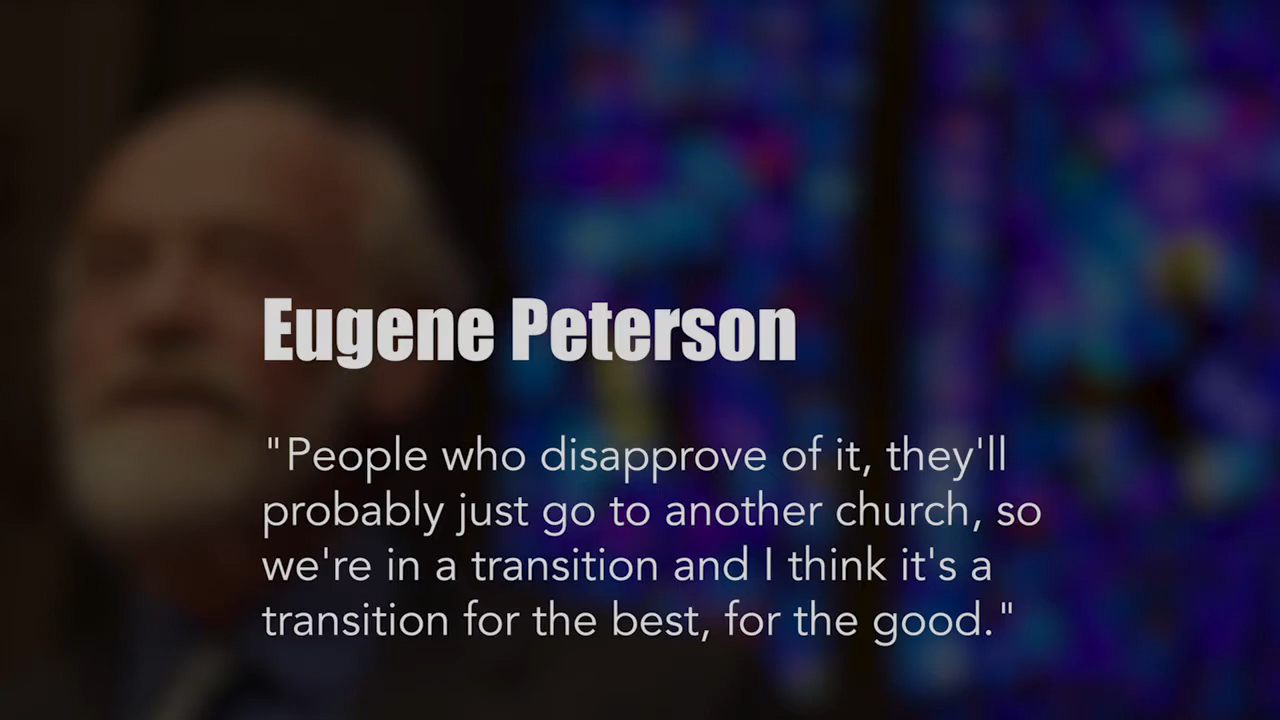 Eugene Peterson
"People who disapprove of it, they'll
probably just go to another church, so
we're in a transition and I think it's a
transition for the best, for the good."